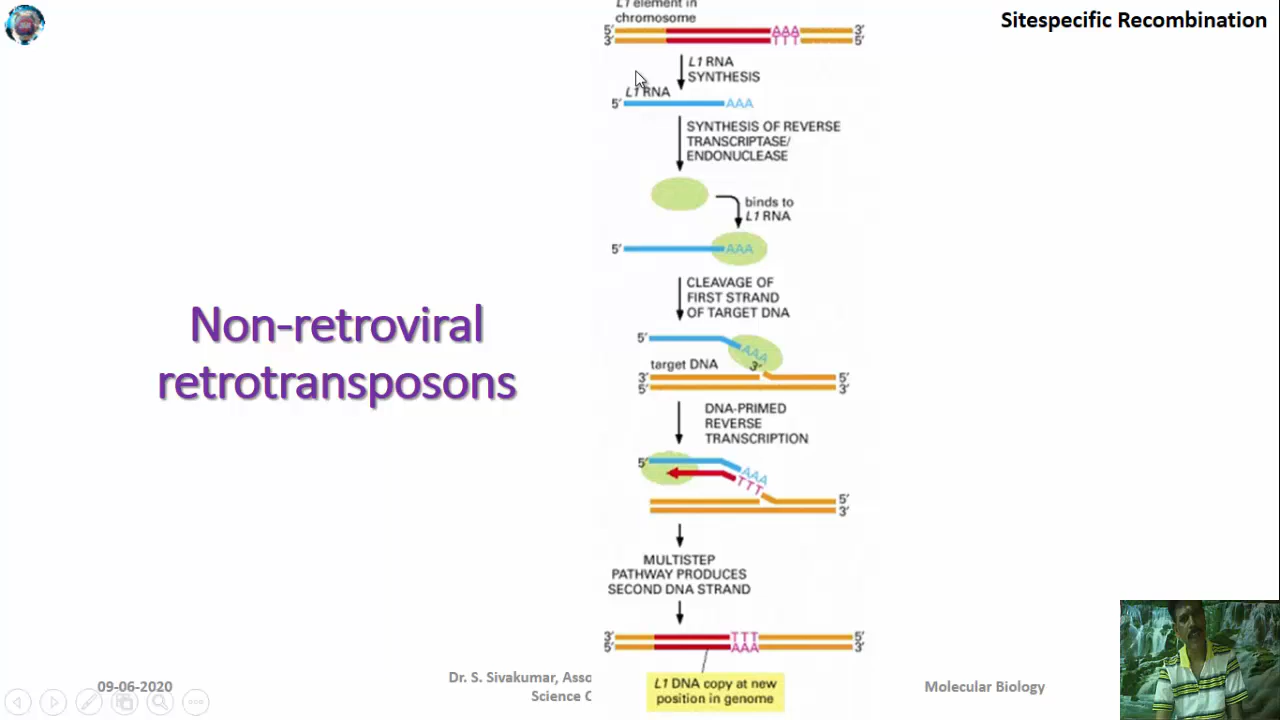 Sitespecific Recombination
L1 element in
chromosome
5′ AAA 3′
3′ TTT 5′
L1 RNA
SYNTHESIS
L1 RNA
5′ AAA
SYNTHESIS OF REVERSE
TRANSCRIPTASE/
ENDONUCLEASE
binds to
L1 RNA
5′ AAA
CLEAVAGE OF
FIRST STRAND
OF TARGET DNA
Non-retroviral
retrotransposons
5′ AAA
target DNA 3′
3′ 5′
5′ 3′
DNA-PRIMED
REVERSE
TRANSCRIPTION
5′ AAA
TTT
5′
3′
MULTISTEP
PATHWAY PRODUCES
SECOND DNA STRAND
3′ TTT 5′
5′ AAA 3′
L1 DNA copy at new
position in genome
09-06-2020
Dr. S. Sivakumar,
Science
Molecular Biology